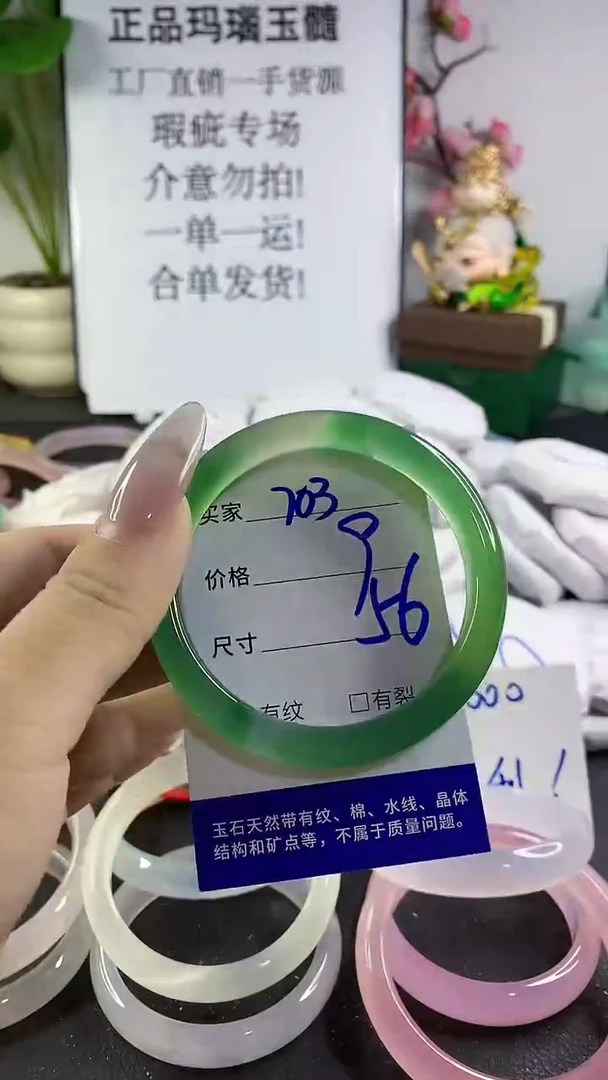 正品玛瑙玉髓
工厂直销一手货源
瑕疵专场
介意勿拍!
一单一运!
合单发货!
买家 703
价格
尺寸 56
有纹 □有裂
玉石天然带有纹、棉、水线、晶体
结构和矿点等，不属于质量问题。